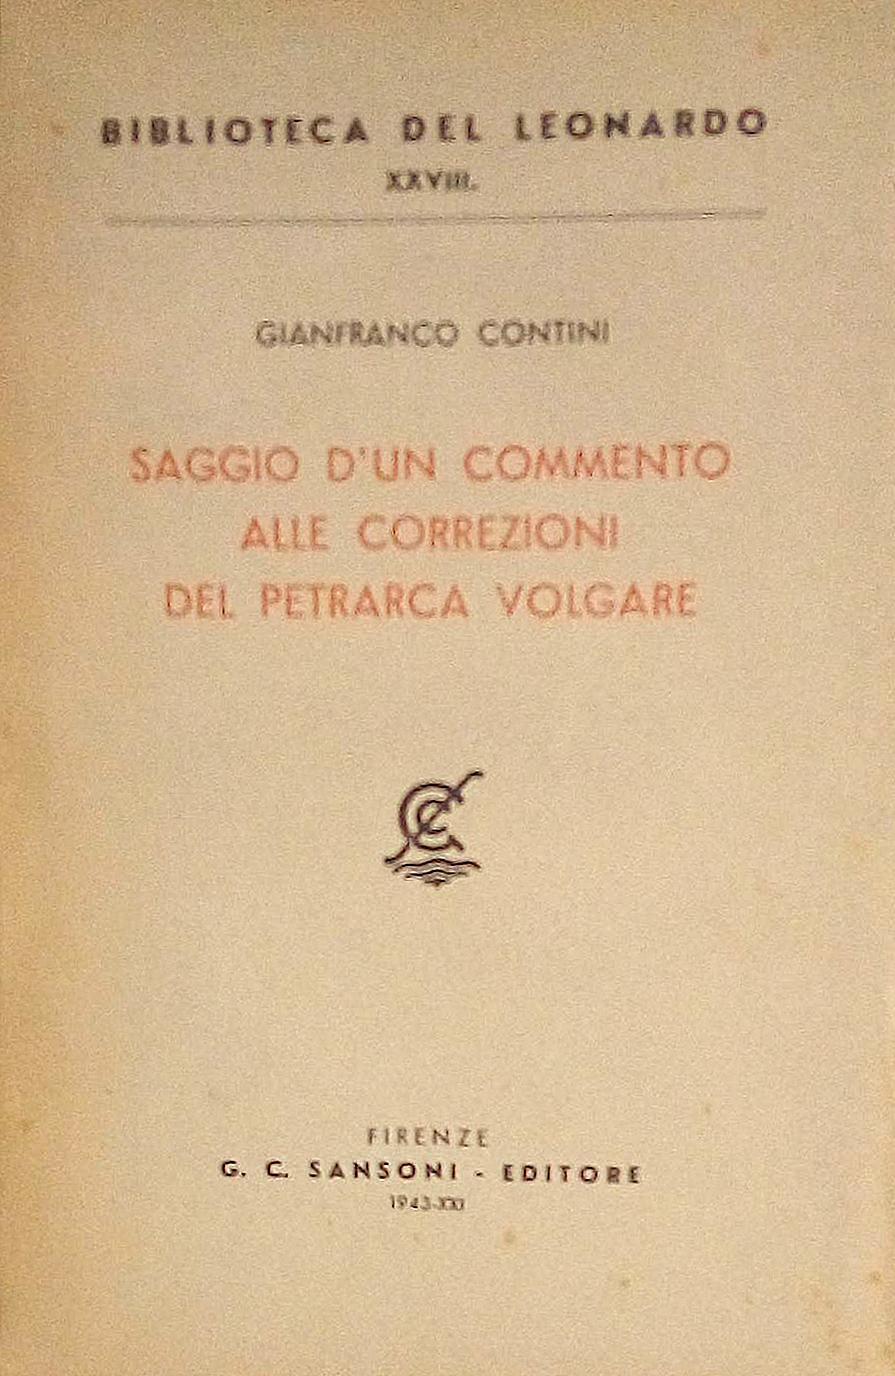 BIBLIOTECA DEL LEONARDO
XXVIII.
GIANFRANCO CONTINI
SAGGIO D'UN COMMENTO
ALLE CORREZIONI
DEL PETRARCA VOLGARE
FIRENZE
G. C. SANSONI - EDITORE
1943-XXI